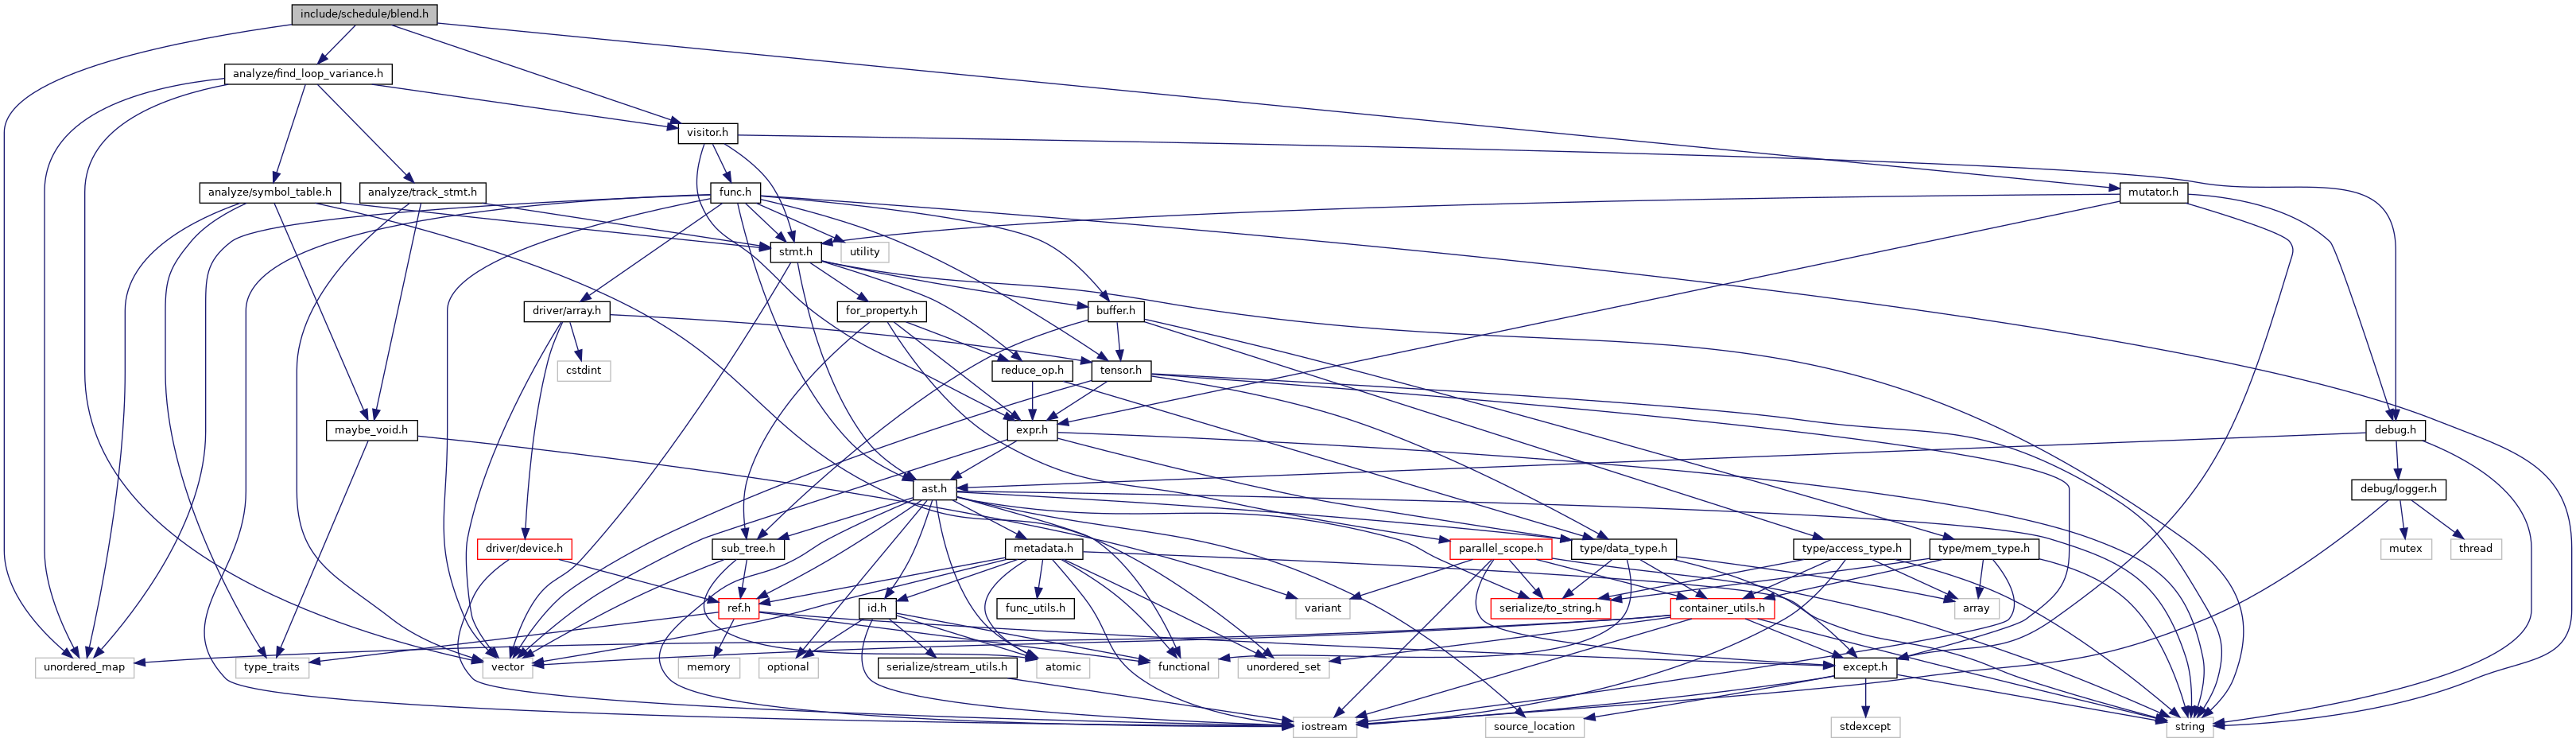 include/schedule/blend.h
analyze/find_loop_variance.h
visitor.h
analyze/symbol_table.h
analyze/track_stmt.h
func.h
mutator.h
stmt.h
utility
driver/array.h
for_property.h
buffer.h
cstdint
reduce_op.h
tensor.h
maybe_void.h
expr.h
debug.h
ast.h
debug/logger.h
driver/device.h
sub_tree.h
metadata.h
parallel_scope.h
type/data_type.h
type/access_type.h
type/mem_type.h
mutex
thread
ref.h
id.h
func_utils.h
variant
serialize/to_string.h
container_utils.h
array
unordered_map
type_traits
vector
memory
optional
serialize/stream_utils.h
atomic
functional
unordered_set
except.h
iostream
source_location
stdexcept
string